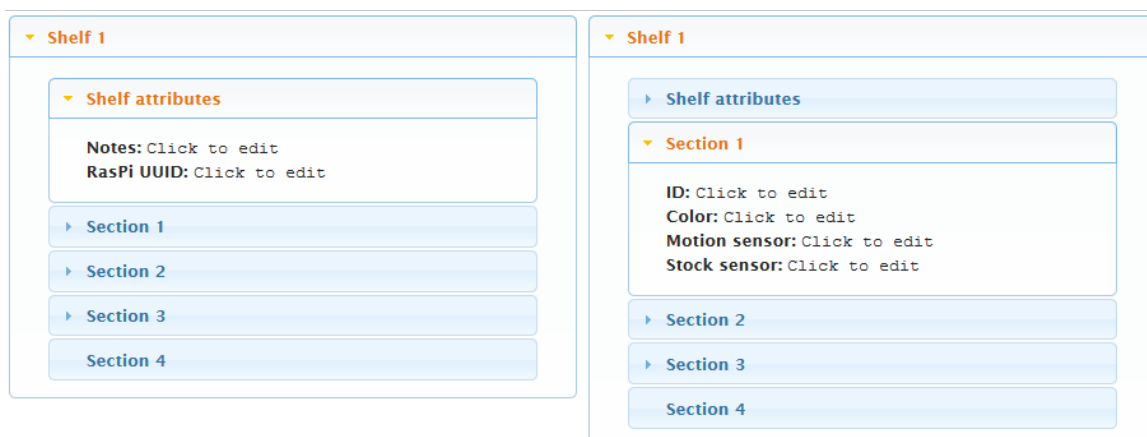 Shelf 1
Shelf attributes
Notes: Click to edit
RasPi UUID: Click to edit
Section 1
Section 2
Section 3
Section 4
Shelf 1
Shelf attributes
Section 1
ID: Click to edit
Color: Click to edit
Motion sensor: Click to edit
Stock sensor: Click to edit
Section 2
Section 3
Section 4